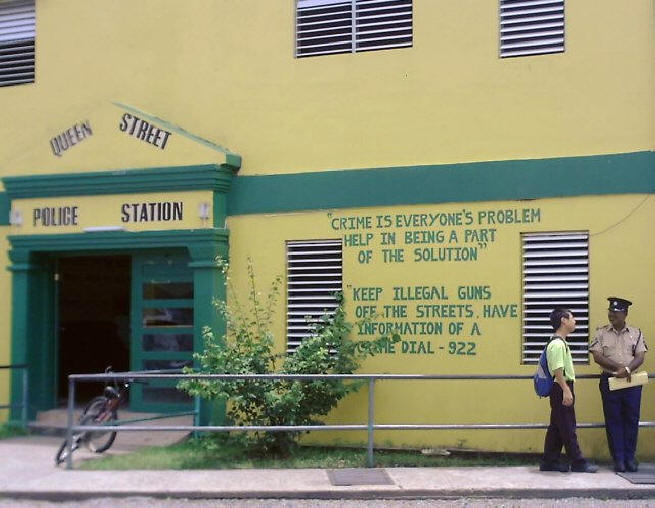 QUEEN STREET
POLICE STATION
"CRIME IS EVERYONE'S PROBLEM
HELP IN BEING A PART
OF THE SOLUTION"
"KEEP ILLEGAL GUNS
OFF THE STREETS, HAVE
INFORMATION OF A
CRIME DIAL - 922